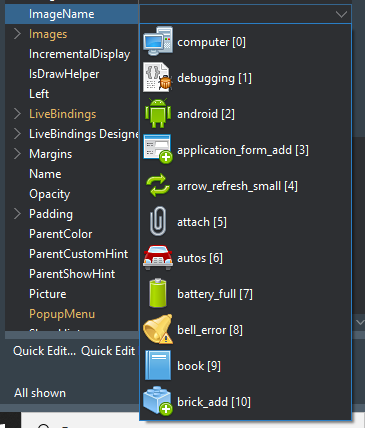 ImageName
Images
IncrementalDisplay
IsDrawHelper
Left
LiveBindings
LiveBindings Designe
Margins
Name
Opacity
Padding
ParentColor
ParentCustomHint
ParentShowHint
Picture
PopupMenu
Quick Edit... Quick Edit
All shown
computer [0]
debugging [1]
android [2]
application_form_add [3]
arrow_refresh_small [4]
attach [5]
autos [6]
battery_full [7]
bell_error [8]
book [9]
brick_add [10]